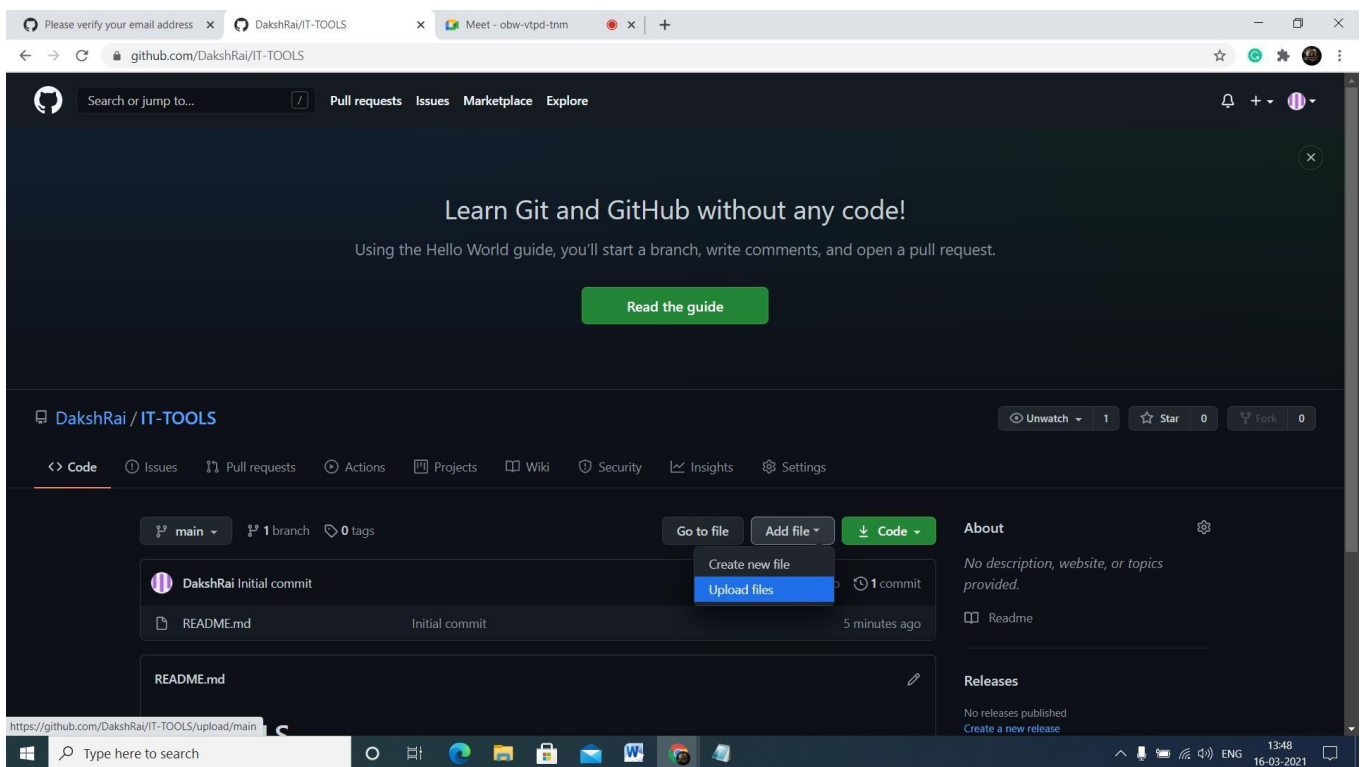 Please verify your email address
DakshRai/IT-TOOLS
Meet - obw-vtpd-tnm
github.com/DakshRai/IT-TOOLS
Search or jump to... / Pull requests Issues Marketplace Explore
Learn Git and GitHub without any code!
Using the Hello World guide, you'll start a branch, write comments, and open a pull request.
Read the guide
DakshRai / IT-TOOLS
Unwatch 1 Star 0 Fork 0
<> Code Issues Pull requests Actions Projects Wiki Security Insights Settings
main 1 branch 0 tags
Go to file Add file Code
Create new file
Upload files
DakshRai Initial commit
1 commit
README.md Initial commit 5 minutes ago
README.md
About
No description, website, or topics
provided.
Readme
Releases
No releases published
Create a new release
https://github.com/DakshRai/IT-TOOLS/upload/main
Type here to search
ENG
13:48
16-03-2021